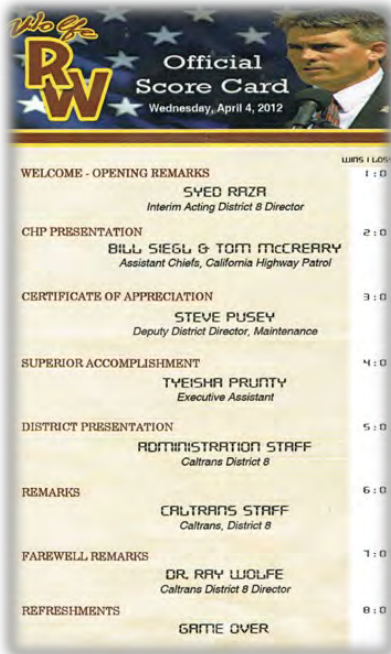 Wolfe
RW
Official
Score Card
Wednesday, April 4, 2012
WINS | LOSS
WELCOME - OPENING REMARKS 1 : 0
SYED RAZA
Interim Acting District 8 Director
CHP PRESENTATION 2 : 0
BILL SIEGL & TOM McCREARY
Assistant Chiefs, California Highway Patrol
CERTIFICATE OF APPRECIATION 3 : 0
STEVE PUSEY
Deputy District Director, Maintenance
SUPERIOR ACCOMPLISHMENT 4 : 0
TYEISHA PRUNTY
Executive Assistant
DISTRICT PRESENTATION 5 : 0
ADMINISTRATION STAFF
Caltrans District 8
REMARKS 6 : 0
CALTRANS STAFF
Caltrans, District 8
FAREWELL REMARKS 7 : 0
DR. RAY WOLFE
Caltrans District 8 Director
REFRESHMENTS 8 : 0
GAME OVER